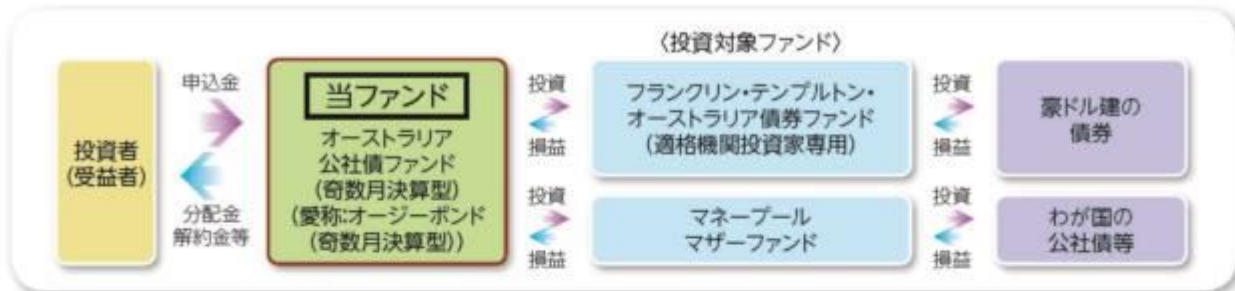 〈投資対象ファンド〉
投資者
(受益者)
申込金
分配金
解約金等
当ファンド
オーストラリア
公社債ファンド
(奇数月決算型)
(愛称:オージーボンド
(奇数月決算型))
投資
損益
フランクリン・テンプルトン・
オーストラリア債券ファンド
(適格機関投資家専用)
投資
損益
豪ドル建の
債券
投資
損益
マネープール
マザーファンド
投資
損益
わが国の
公社債等